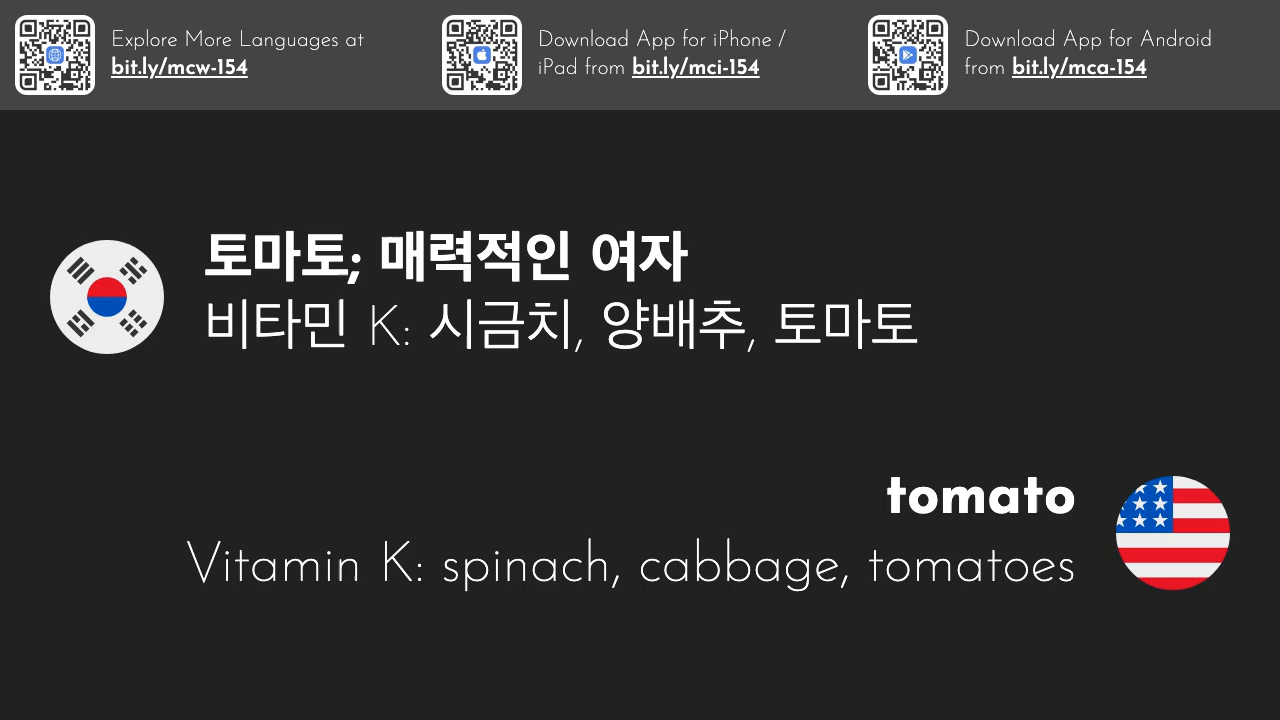 Explore More Languages at
bit.ly/mcw-154
Download App for iPhone /
iPad from bit.ly/mci-154
Download App for Android
from bit.ly/mca-154
토마토; 매력적인 여자
비타민 K: 시금치, 양배추, 토마토
tomato
Vitamin K: spinach, cabbage, tomatoes